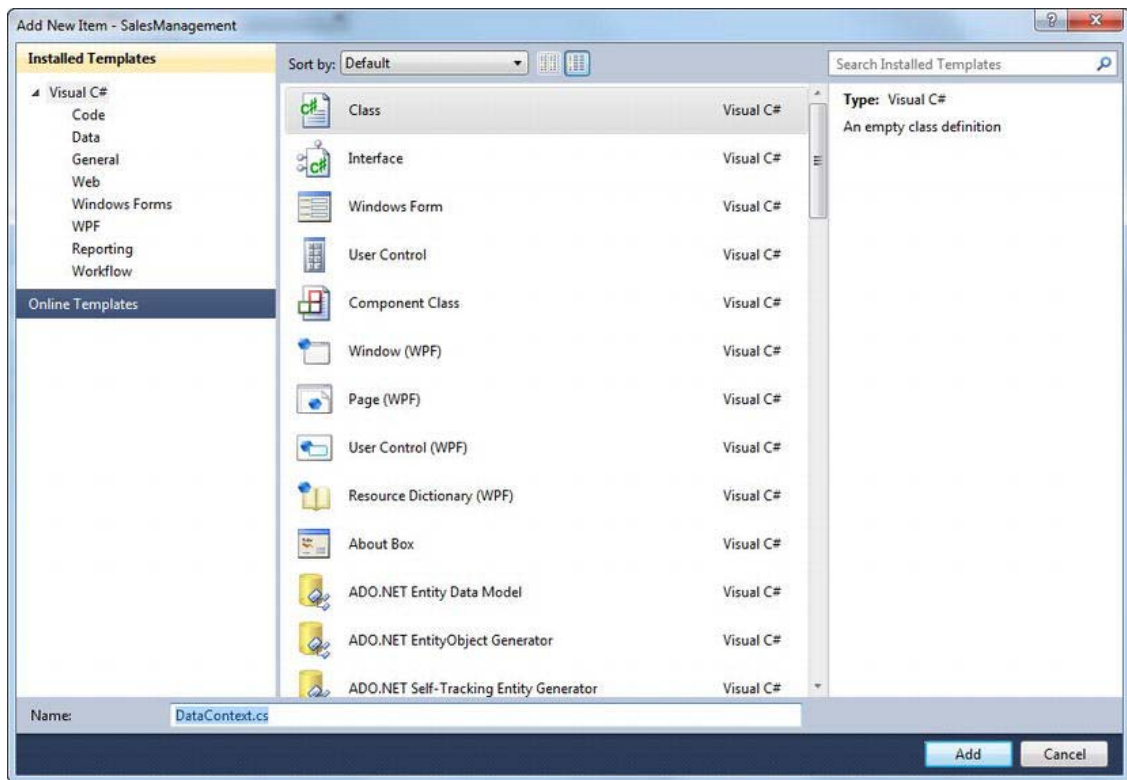 Add New Item - SalesManagement
Installed Templates
Visual C#
Code
Data
General
Web
Windows Forms
WPF
Reporting
Workflow
Online Templates
Sort by: Default
Class Visual C#
Interface Visual C#
Windows Form Visual C#
User Control Visual C#
Component Class Visual C#
Window (WPF) Visual C#
Page (WPF) Visual C#
User Control (WPF) Visual C#
Resource Dictionary (WPF) Visual C#
About Box Visual C#
ADO.NET Entity Data Model Visual C#
ADO.NET EntityObject Generator Visual C#
ADO.NET Self-Tracking Entity Generator Visual C#
Search Installed Templates
Type: Visual C#
An empty class definition
Name: DataContext.cs
Add Cancel